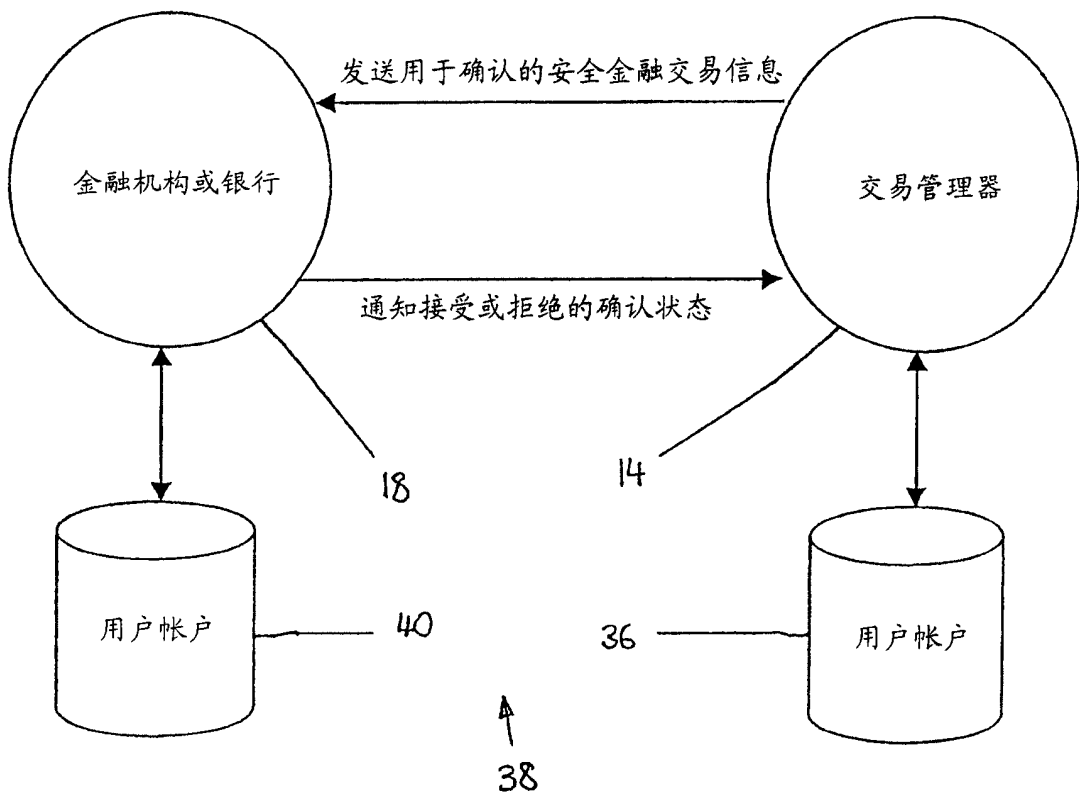 发送用于确认的安全金融交易信息
金融机构或银行
交易管理器
通知接受或拒绝的确认状态
18
14
用户帐户
40
36
用户帐户
38